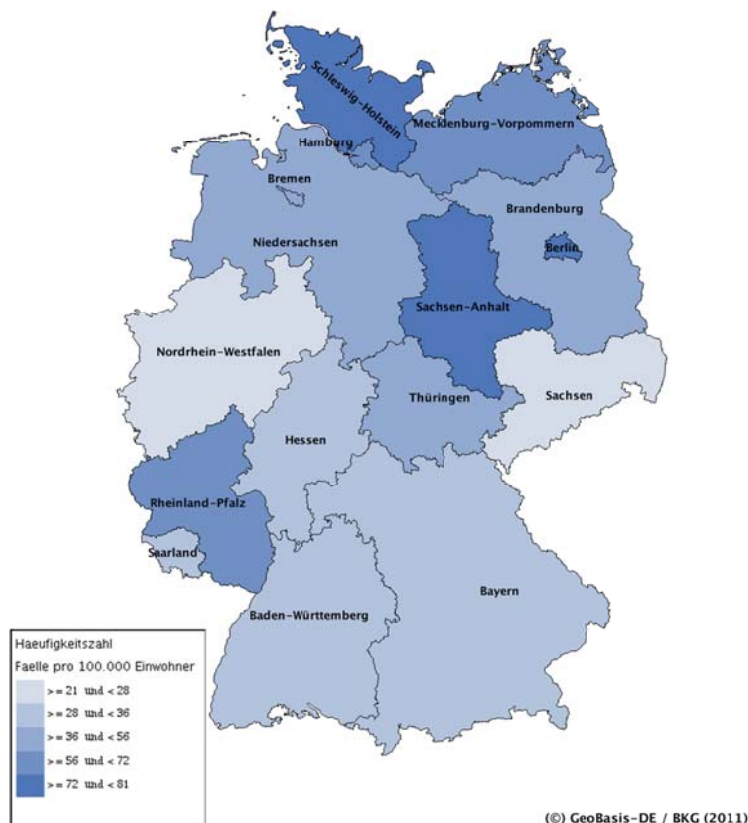 Schleswig-Holstein
Mecklenburg-Vorpommern
Hamburg
Bremen
Brandenburg
Niedersachsen
Berlin
Sachsen-Anhalt
Nordrhein-Westfalen
Thüringen
Sachsen
Hessen
Rheinland-Pfalz
Saarland
Bayern
Baden-Württemberg
Haeufigkeitszahl
Faelle pro 100.000 Einwohner
>= 21 und < 28
>= 28 und < 36
>= 36 und < 56
>= 56 und < 72
>= 72 und < 81
(©) GeoBasis-DE / BKG (2011)